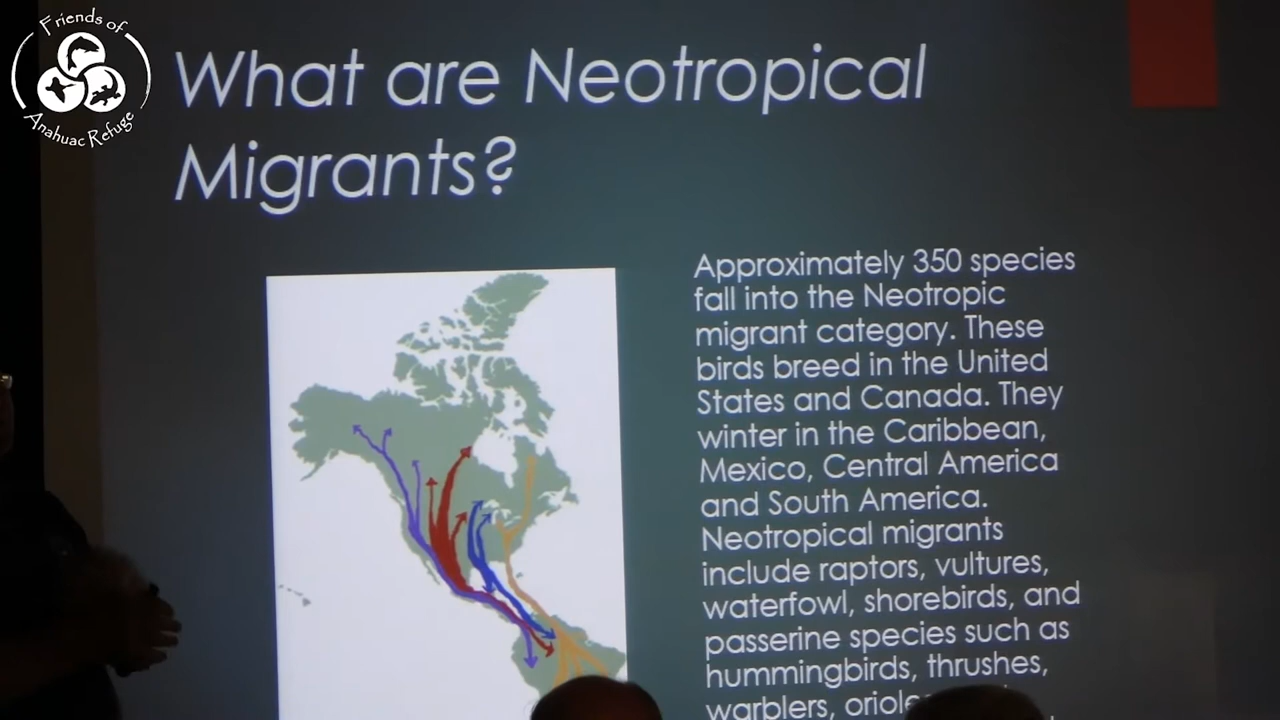 Friends of
Anahuac Refuge
What are Neotropical
Migrants?
Approximately 350 species
fall into the Neotropic
migrant category. These
birds breed in the United
States and Canada. They
winter in the Caribbean,
Mexico, Central America
and South America.
Neotropical migrants
include raptors, vultures,
waterfowl, shorebirds, and
passerine species such as
hummingbirds, thrushes,
warblers,